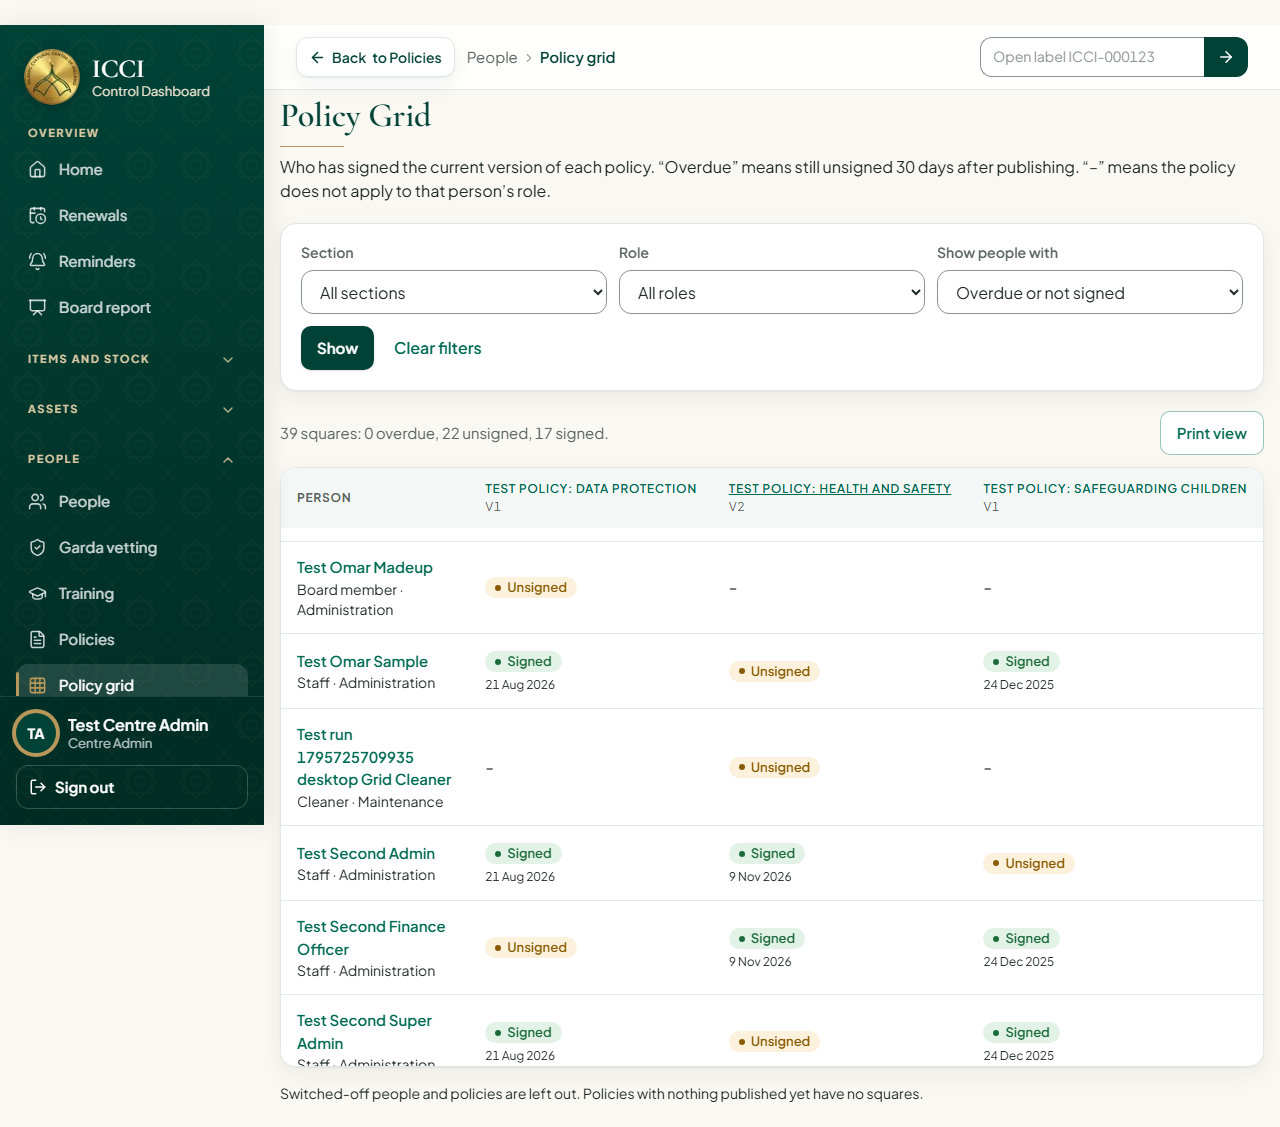 ICCI
Control Dashboard
OVERVIEW
Home
Renewals
Reminders
Board report
ITEMS AND STOCK
ASSETS
PEOPLE
People
Garda vetting
Training
Policies
Policy grid
TA
Test Centre Admin
Centre Admin
Sign out
Back to Policies
People
Policy grid
Open label ICCI-000123
Policy Grid
Who has signed the current version of each policy. “Overdue” means still unsigned 30 days after publishing. “–” means the policy
does not apply to that person’s role.
Section
Role
Show people with
All sections
All roles
Overdue or not signed
Show
Clear filters
39 squares: 0 overdue, 22 unsigned, 17 signed.
Print view
PERSON
TEST POLICY: DATA PROTECTION
V1
TEST POLICY: HEALTH AND SAFETY
V2
TEST POLICY: SAFEGUARDING CHILDREN
V1
Test Omar Madeup
Board member ·
Administration
Unsigned
–
–
Test Omar Sample
Staff · Administration
Signed
21 Aug 2026
Unsigned
Signed
24 Dec 2025
Test run
1795725709935
desktop Grid Cleaner
Cleaner · Maintenance
–
Unsigned
–
Test Second Admin
Staff · Administration
Signed
21 Aug 2026
Signed
9 Nov 2026
Unsigned
Test Second Finance
Officer
Staff · Administration
Unsigned
Signed
9 Nov 2026
Signed
24 Dec 2025
Test Second Super
Admin
Staff · Administration
Signed
21 Aug 2026
Unsigned
Signed
24 Dec 2025
Switched-off people and policies are left out. Policies with nothing published yet have no squares.